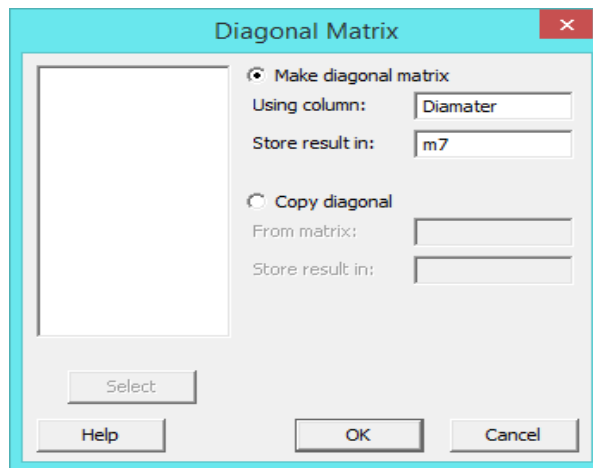 Diagonal Matrix
Make diagonal matrix
Using column: Diamater
Store result in: m7
Copy diagonal
From matrix:
Store result in:
Select
Help OK Cancel